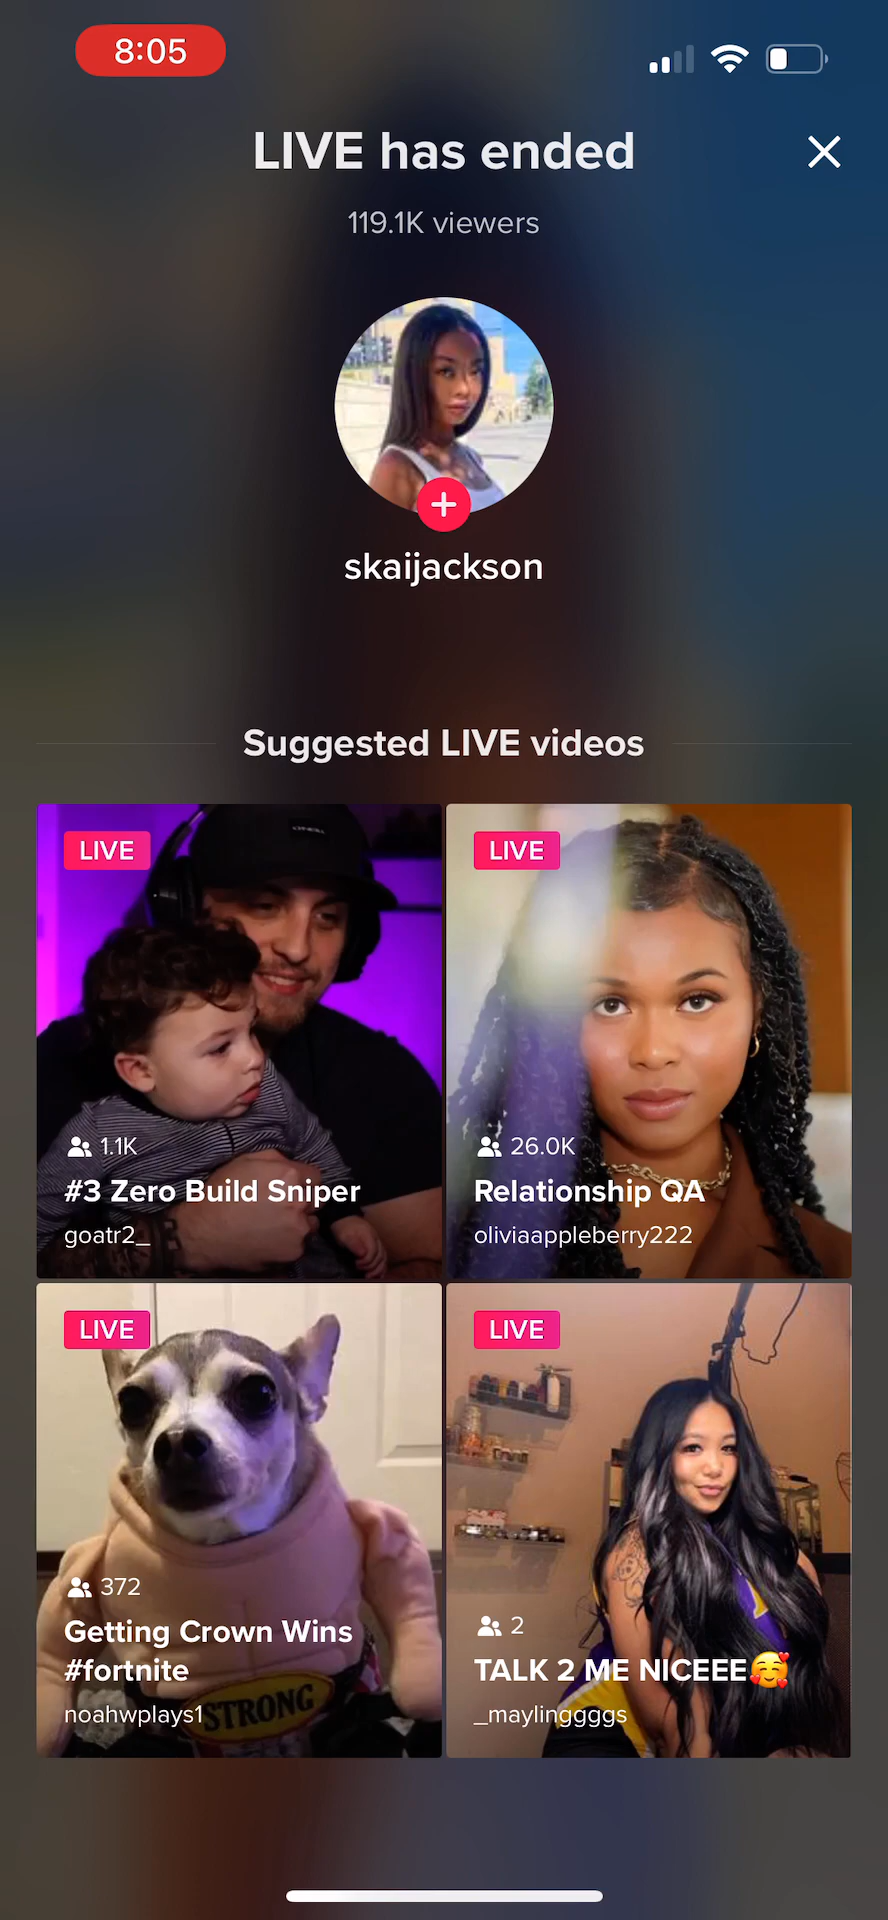 8:05
LIVE has ended
119.1K viewers
skaijackson
Suggested LIVE videos
LIVE
1.1K
#3 Zero Build Sniper
goatr2_
LIVE
26.0K
Relationship QA
oliviaappleberry222
LIVE
372
Getting Crown Wins
#fortnite
noahwplays1
STRONG
LIVE
2
TALK 2 ME NICEEE🥰
_maylinggggs